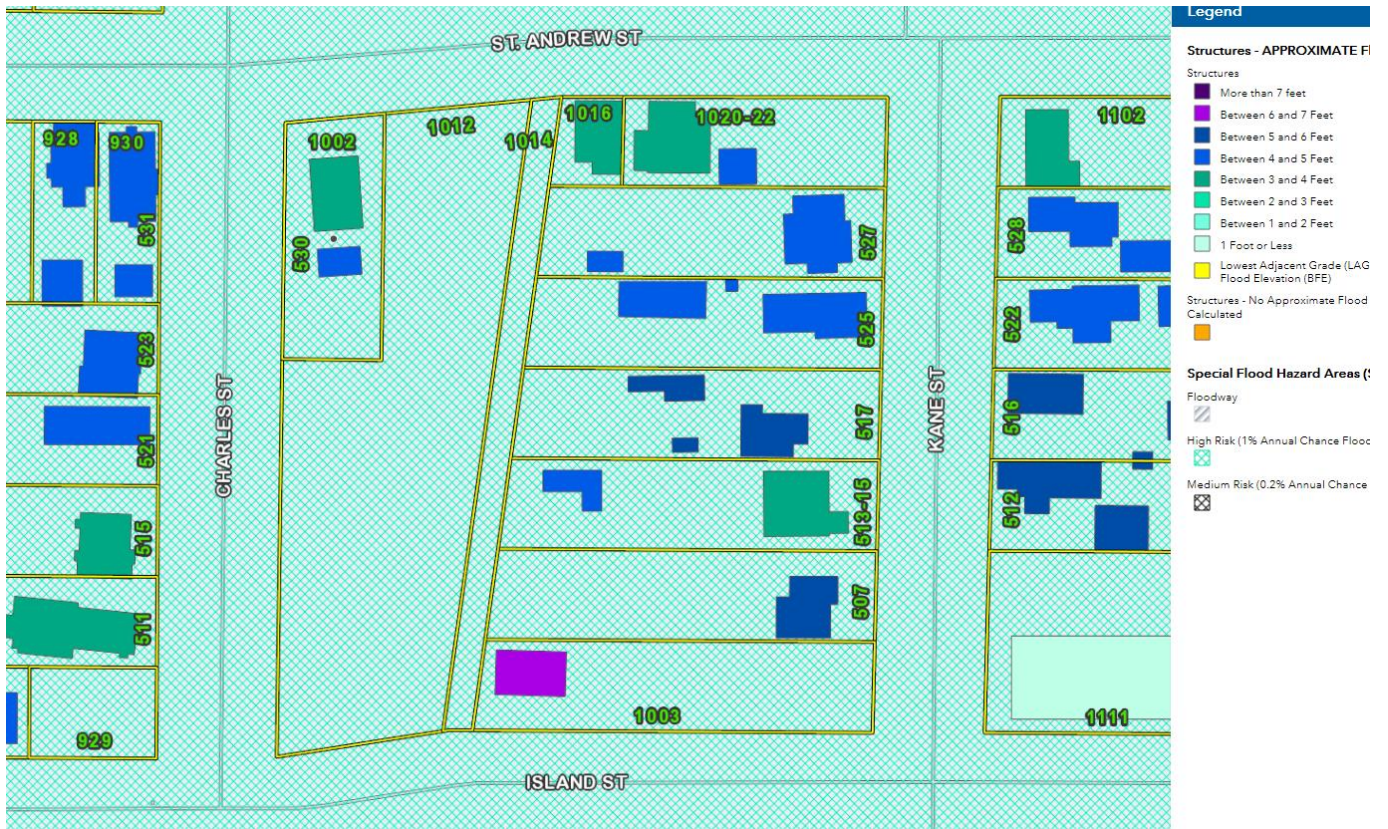 ST. ANDREW ST
928
930
531
523
521
515
511
929
CHARLES ST
1002
530
1012
1014
1016
1020-22
527
525
517
513-15
507
1003
KANE ST
1102
528
522
516
512
1111
ISLAND ST
Legend
Structures - APPROXIMATE Fl
Structures
More than 7 feet
Between 6 and 7 Feet
Between 5 and 6 Feet
Between 4 and 5 Feet
Between 3 and 4 Feet
Between 2 and 3 Feet
Between 1 and 2 Feet
1 Foot or Less
Lowest Adjacent Grade (LAG
Flood Elevation (BFE)
Structures - No Approximate Flood
Calculated
Special Flood Hazard Areas (S
Floodway
High Risk (1% Annual Chance Flood
Medium Risk (0.2% Annual Chance